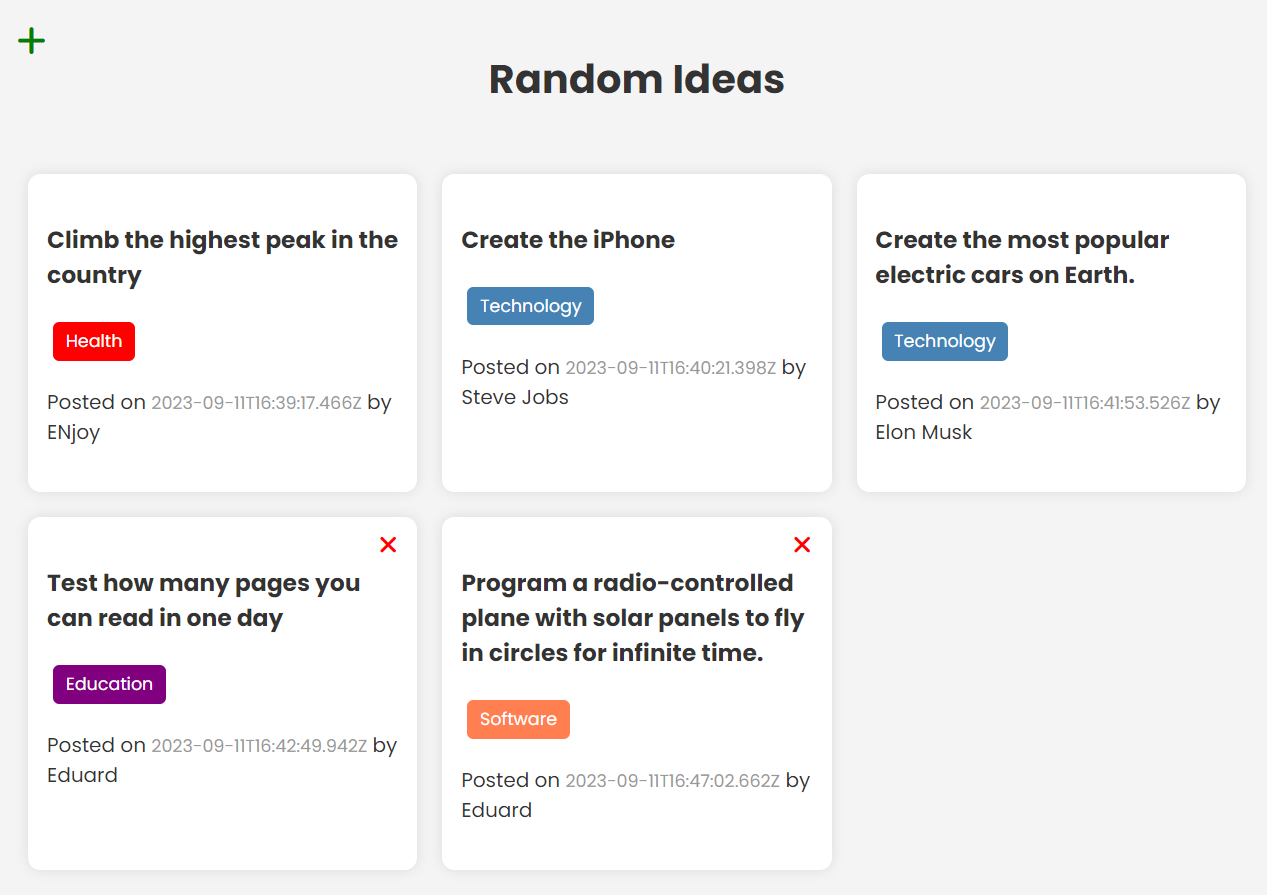 Random Ideas
Climb the highest peak in the
country
Health
Posted on 2023-09-11T16:39:17.466Z by
ENjoy
Create the iPhone
Technology
Posted on 2023-09-11T16:40:21.398Z by
Steve Jobs
Create the most popular
electric cars on Earth.
Technology
Posted on 2023-09-11T16:41:53.526Z by
Elon Musk
Test how many pages you
can read in one day
Education
Posted on 2023-09-11T16:42:49.942Z by
Eduard
Program a radio-controlled
plane with solar panels to fly
in circles for infinite time.
Software
Posted on 2023-09-11T16:47:02.662Z by
Eduard